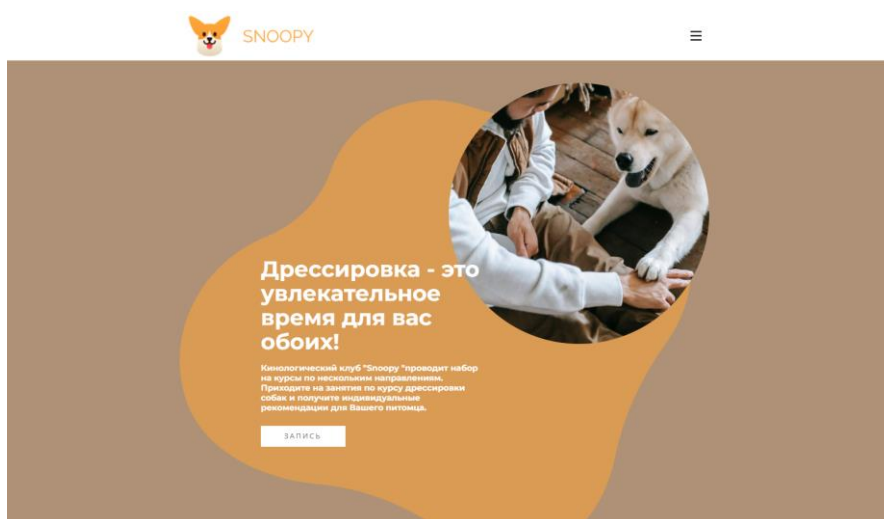 SNOOPY
Дрессировка - это
увлекательное
время для вас
обоих!
Кинологический клуб "Snoopy "проводит набор
на курсы по нескольким направлениям.
Приходите на занятия по курсу дрессировки
собак и получите индивидуальные
рекомендации для Вашего питомца.
ЗАПИСЬ